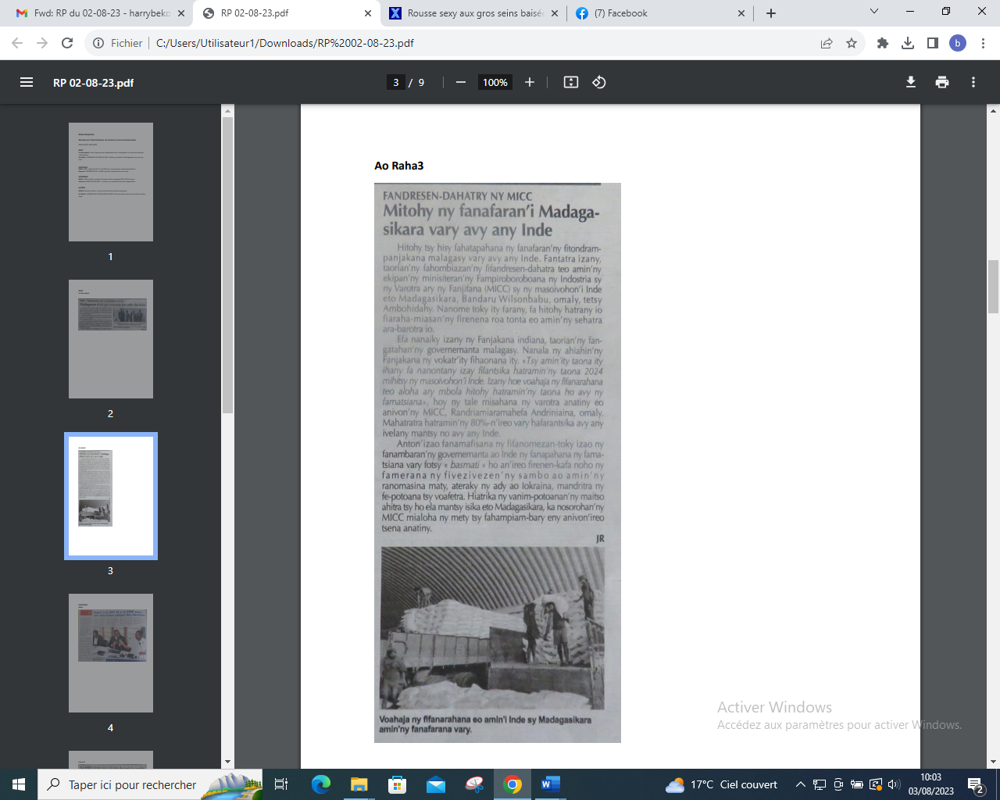 Fwd: RP du 02-08-23 - harrybeko
RP 02-08-23.pdf
Rousse sexy aux gros seins baisée
(7) Facebook
Fichier
C:/Users/Utilisateur1/Downloads/RP%2002-08-23.pdf
b
RP 02-08-23.pdf
3 / 9
100%
1
2
3
4
Ao Raha3
FANDRESEN-DAHATRY NY MICC
Mitohy ny fanafaran'i Madaga-
sikara vary avy any Inde
Hitohy tsy hisy fahatapahana ny fanafaran'ny fitondram-
panjakana malagasy vary avy any Inde. Fantatra izany,
taorian'ny fahombiazan'ny fifandresen-dahatra teo amin'ny
ekipan'ny minisiteran'ny Fampiroboroboana ny Indostria sy
ny Varotra ary ny Fanjifana (MICC) sy ny masoivohon'i Inde
eto Madagasikara, Bandaru Wilsonbabu, omaly, tetsy
Ambohidahy. Nanome toky ity farany, fa hitohy hatrany io
fiaraha-miasan'ny firenena roa tonta eo amin'ny sehatra
ara-barotra io.
Efa nanaiky izany ny Fanjakana indiana, taorian'ny fan-
gatahan'ny governemanta malagasy. Nanala ny ahiahin'ny
Fanjakana ny vokatr'ity fihaonana ity. «Tsy amin'ity taona ity
ihany fa nanontany izay filantsika hatramin'ny taona 2024
mihitsy ny masoivohon'i Inde. Izany hoe voahaja ny fifanarahana
teo aloha ary mbola hitohy hatramin'ny taona ho avy ny
famatsiana», hoy ny tale misahana ny varotra anatiny eo
anivon'ny MICC, Randriamiaramahefa Andriniaina, omaly.
Mahatratra hatramin'ny 80%-n'ireo vary hafarantsika avy any
ivelany mantsy no avy any Inde.
Anton'izao fanamafisana ny fifanomezan-toky izao ny
fanambaran'ny governemanta ao Inde ny fanapahana ny fama-
tsiana vary fotsy « basmati » ho an'ireo firenen-kafa noho ny
famerana ny fivezivezen'ny sambo ao amin'ny
ranomasina maty, ateraky ny ady ao Iokraina, mandritra ny
fe-potoana tsy voafetra. Hiatrika ny vanim-potoanan'ny maitso
ahitra tsy ho ela mantsy isika eto Madagasikara, ka nosorohan'ny
MICC mialoha ny mety tsy fahampiam-bary eny anivon'ireo
tsena anatiny.
JR
Voahaja ny fifanarahana eo amin'i Inde sy Madagasikara
amin'ny fanafarana vary.
Activer Windows
Accédez aux paramètres pour activer Windows.
Taper ici pour rechercher
17°C Ciel couvert
10:03
03/08/2023
2